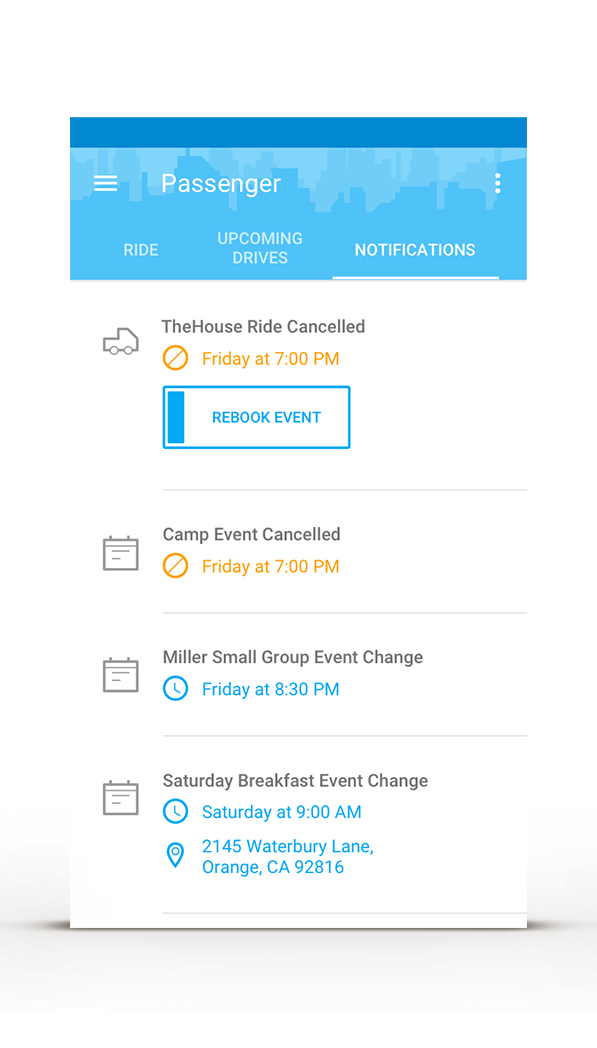 Passenger
RIDE
UPCOMING
DRIVES
NOTIFICATIONS
TheHouse Ride Cancelled
Friday at 7:00 PM
REBOOK EVENT
Camp Event Cancelled
Friday at 7:00 PM
Miller Small Group Event Change
Friday at 8:30 PM
Saturday Breakfast Event Change
Saturday at 9:00 AM
2145 Waterbury Lane,
Orange, CA 92816